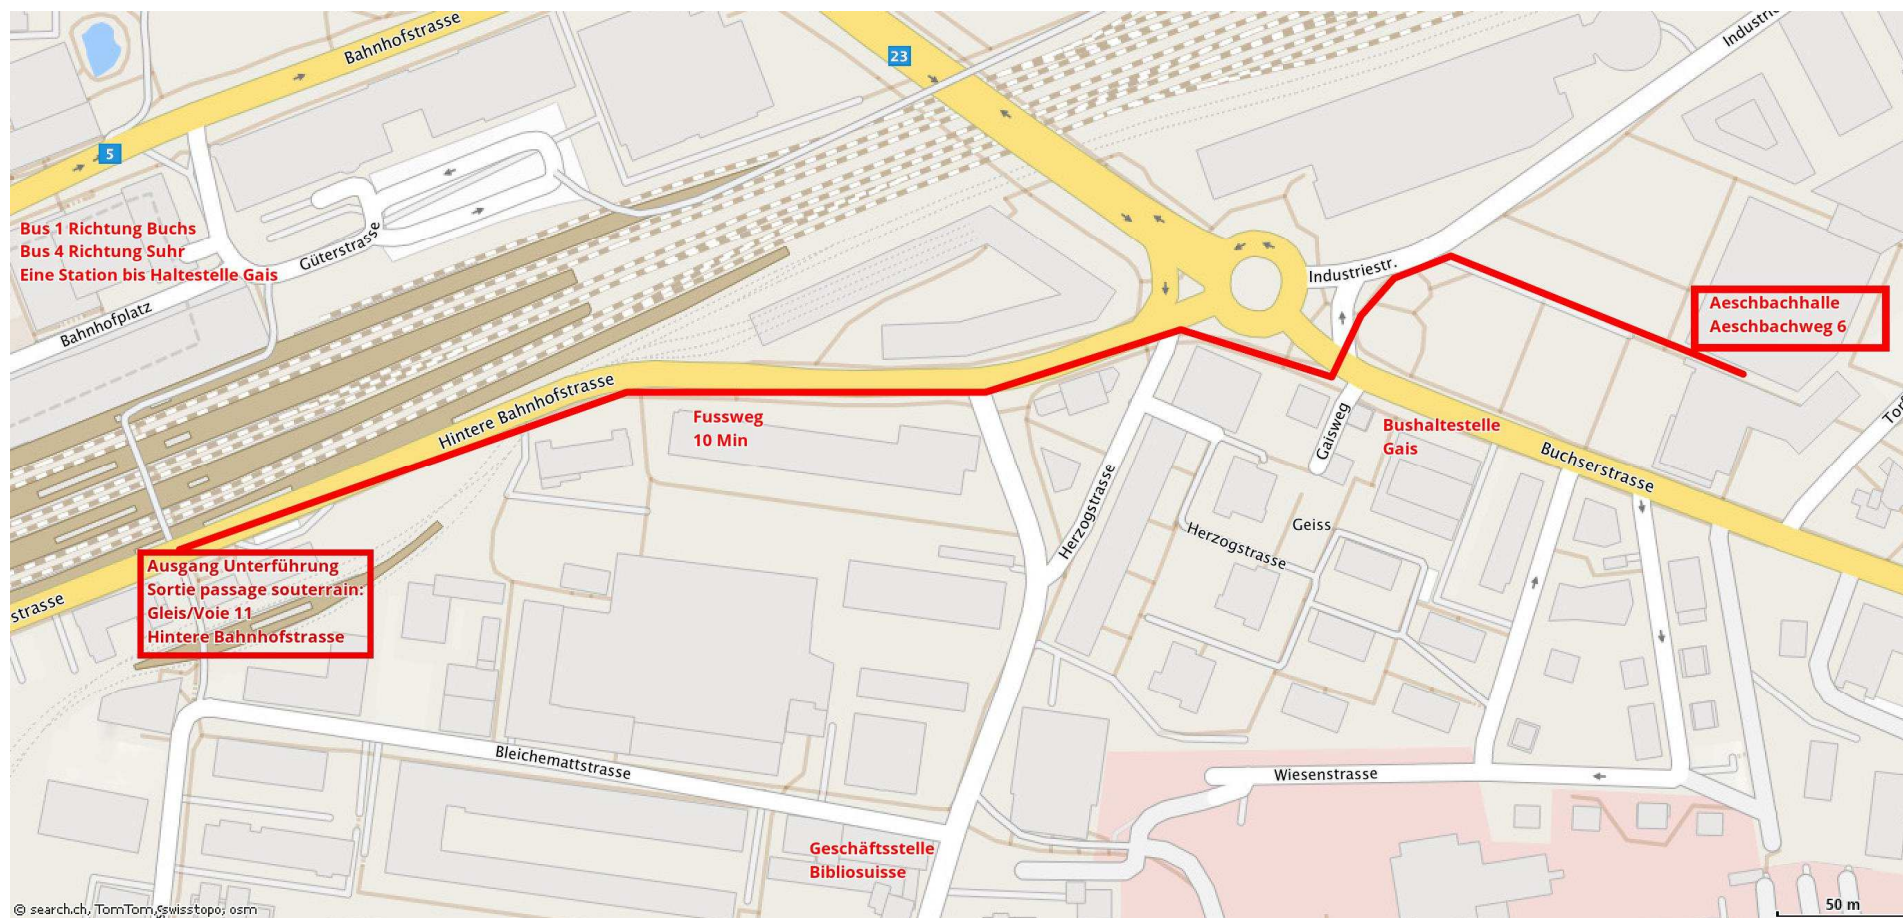 Bahnhofstrasse
23
Industrie
5
Bus 1 Richtung Buchs
Bus 4 Richtung Suhr
Eine Station bis Haltestelle Gais
Güterstrasse
Bahnhofplatz
Industriestr.
Aeschbachhalle
Aeschbachweg 6
Hintere Bahnhofstrasse
Fussweg
10 Min
Gaisweg
Bushaltestelle
Gais
Buchserstrasse
Torf
Herzogstrasse
Geiss
Herzogstrasse
strasse
Ausgang Unterführung
Sortie passage souterrain:
Gleis/Voie 11
Hintere Bahnhofstrasse
Bleichemattstrasse
Wiesenstrasse
Geschäftsstelle
Bibliosuisse
© search.ch, TomTom, swisstopo, osm
50 m